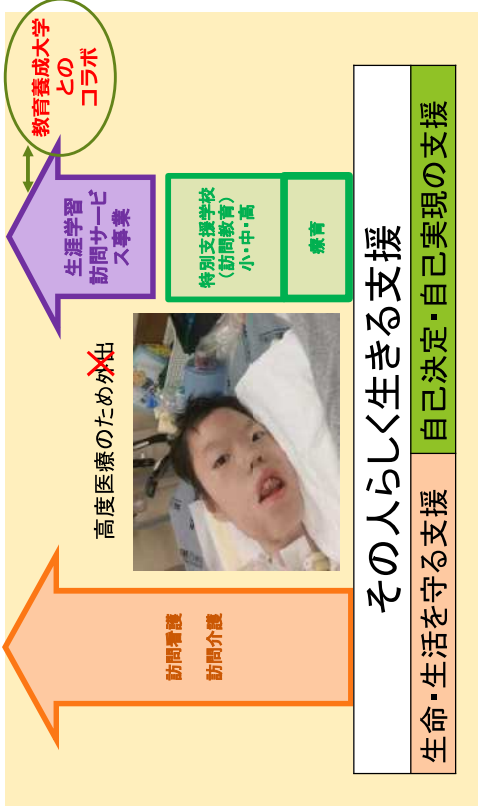 その人らしく生きる支援
生命・生活を守る支援
自己決定・自己実現の支援
訪問看護
訪問介護
高度医療のため外出
療育
特別支援学校
（訪問教育）
小・中・高
生涯学習
訪問サービ
ス事業
教育養成大学
との
コラボ